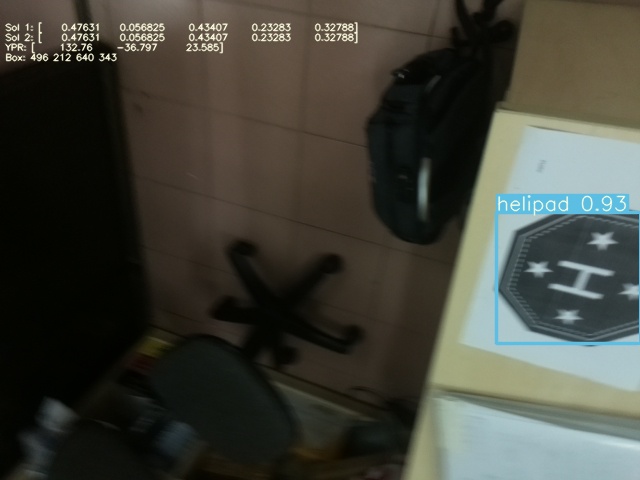 Sol 1: [ 0.47631 0.056825 0.43407 0.23283 0.32788]
Sol 2: [ 0.47631 0.056825 0.43407 0.23283 0.32788]
YPR: [ 132.76 -36.797 23.585]
Box: 496 212 640 343
helipad 0.93
H